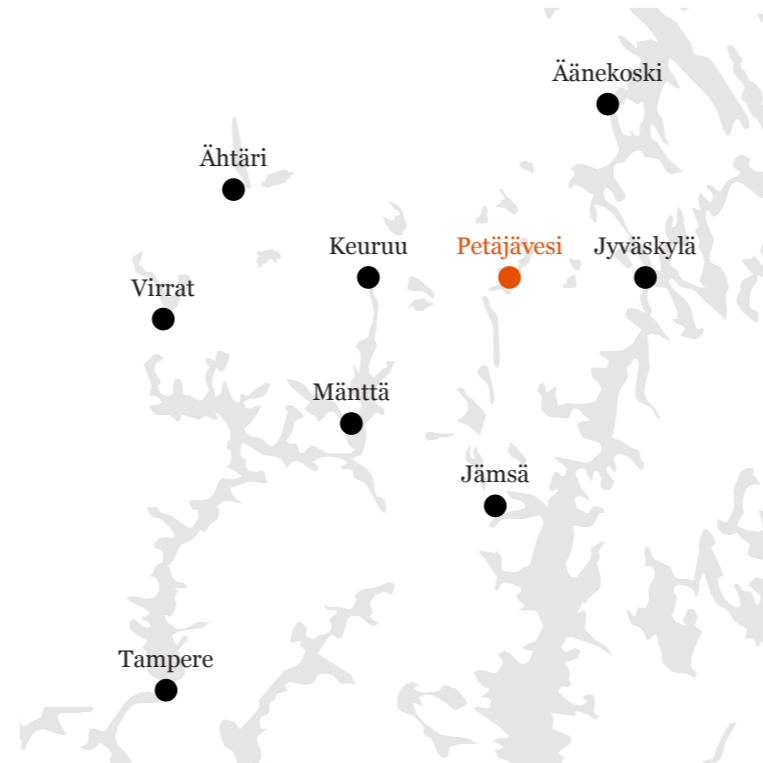 Äänekoski
Ähtäri
Keuruu
Petäjävesi
Jyväskylä
Virrat
Mänttä
Jämsä
Tampere